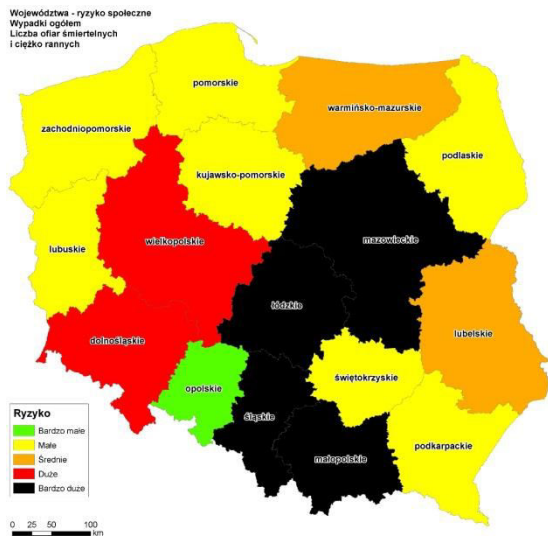 Województwa - ryzyko społeczne
Wypadki ogółem
Liczba ofiar śmiertelnych
i ciężko rannych
pomorskie
warmińsko-mazurskie
zachodniopomorskie
podlaskie
kujawsko-pomorskie
lubuskie
wielkopolskie
mazowieckie
łódzkie
lubelskie
dolnośląskie
świętokrzyskie
opolskie
śląskie
podkarpackie
małopolskie
Ryzyko
Bardzo małe
Małe
Średnie
Duże
Bardzo duże
0 25 50 100
km